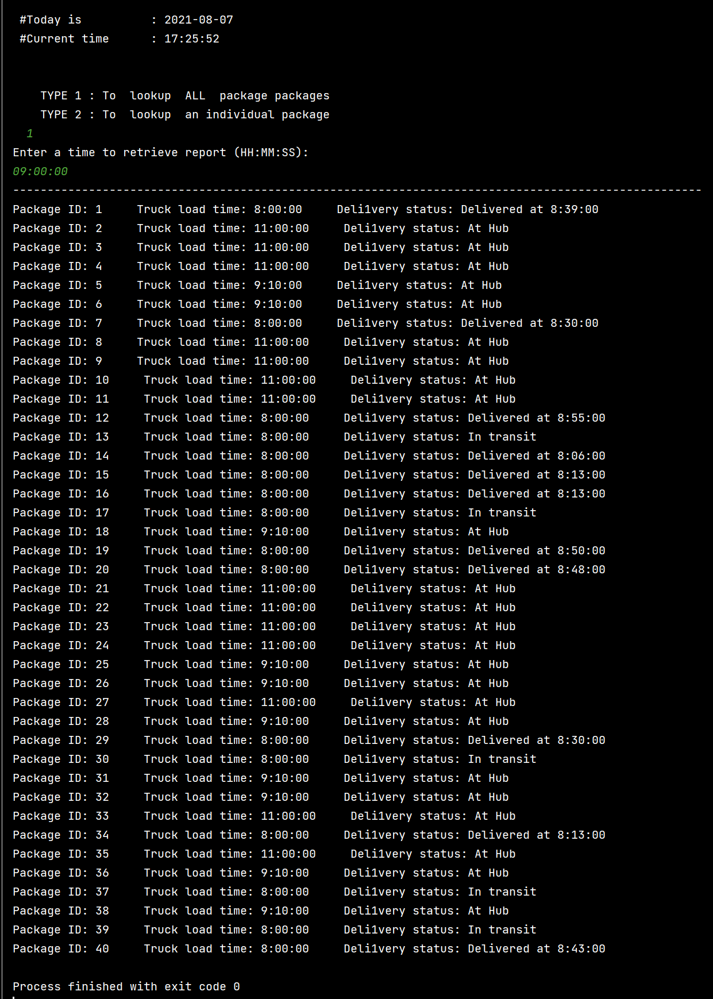 #Today is          : 2021-08-07
#Current time      : 17:25:52
TYPE 1 : To  lookup  ALL  package packages
TYPE 2 : To  lookup  an individual package
1
Enter a time to retrieve report (HH:MM:SS):
09:00:00
----------------------------------------------------------------------------------------------------
Package ID: 1     Truck load time: 8:00:00     Deli1very status: Delivered at 8:39:00
Package ID: 2     Truck load time: 11:00:00     Deli1very status: At Hub
Package ID: 3     Truck load time: 11:00:00     Deli1very status: At Hub
Package ID: 4     Truck load time: 11:00:00     Deli1very status: At Hub
Package ID: 5     Truck load time: 9:10:00     Deli1very status: At Hub
Package ID: 6     Truck load time: 9:10:00     Deli1very status: At Hub
Package ID: 7     Truck load time: 8:00:00     Deli1very status: Delivered at 8:30:00
Package ID: 8     Truck load time: 11:00:00     Deli1very status: At Hub
Package ID: 9     Truck load time: 11:00:00     Deli1very status: At Hub
Package ID: 10     Truck load time: 11:00:00     Deli1very status: At Hub
Package ID: 11     Truck load time: 11:00:00     Deli1very status: At Hub
Package ID: 12     Truck load time: 8:00:00     Deli1very status: Delivered at 8:55:00
Package ID: 13     Truck load time: 8:00:00     Deli1very status: In transit
Package ID: 14     Truck load time: 8:00:00     Deli1very status: Delivered at 8:06:00
Package ID: 15     Truck load time: 8:00:00     Deli1very status: Delivered at 8:13:00
Package ID: 16     Truck load time: 8:00:00     Deli1very status: Delivered at 8:13:00
Package ID: 17     Truck load time: 8:00:00     Deli1very status: In transit
Package ID: 18     Truck load time: 9:10:00     Deli1very status: At Hub
Package ID: 19     Truck load time: 8:00:00     Deli1very status: Delivered at 8:50:00
Package ID: 20     Truck load time: 8:00:00     Deli1very status: Delivered at 8:48:00
Package ID: 21     Truck load time: 11:00:00     Deli1very status: At Hub
Package ID: 22     Truck load time: 11:00:00     Deli1very status: At Hub
Package ID: 23     Truck load time: 11:00:00     Deli1very status: At Hub
Package ID: 24     Truck load time: 11:00:00     Deli1very status: At Hub
Package ID: 25     Truck load time: 9:10:00     Deli1very status: At Hub
Package ID: 26     Truck load time: 9:10:00     Deli1very status: At Hub
Package ID: 27     Truck load time: 11:00:00     Deli1very status: At Hub
Package ID: 28     Truck load time: 9:10:00     Deli1very status: At Hub
Package ID: 29     Truck load time: 8:00:00     Deli1very status: Delivered at 8:30:00
Package ID: 30     Truck load time: 8:00:00     Deli1very status: In transit
Package ID: 31     Truck load time: 9:10:00     Deli1very status: At Hub
Package ID: 32     Truck load time: 9:10:00     Deli1very status: At Hub
Package ID: 33     Truck load time: 11:00:00     Deli1very status: At Hub
Package ID: 34     Truck load time: 8:00:00     Deli1very status: Delivered at 8:13:00
Package ID: 35     Truck load time: 11:00:00     Deli1very status: At Hub
Package ID: 36     Truck load time: 9:10:00     Deli1very status: At Hub
Package ID: 37     Truck load time: 8:00:00     Deli1very status: In transit
Package ID: 38     Truck load time: 9:10:00     Deli1very status: At Hub
Package ID: 39     Truck load time: 8:00:00     Deli1very status: In transit
Package ID: 40     Truck load time: 8:00:00     Deli1very status: Delivered at 8:43:00
Process finished with exit code 0